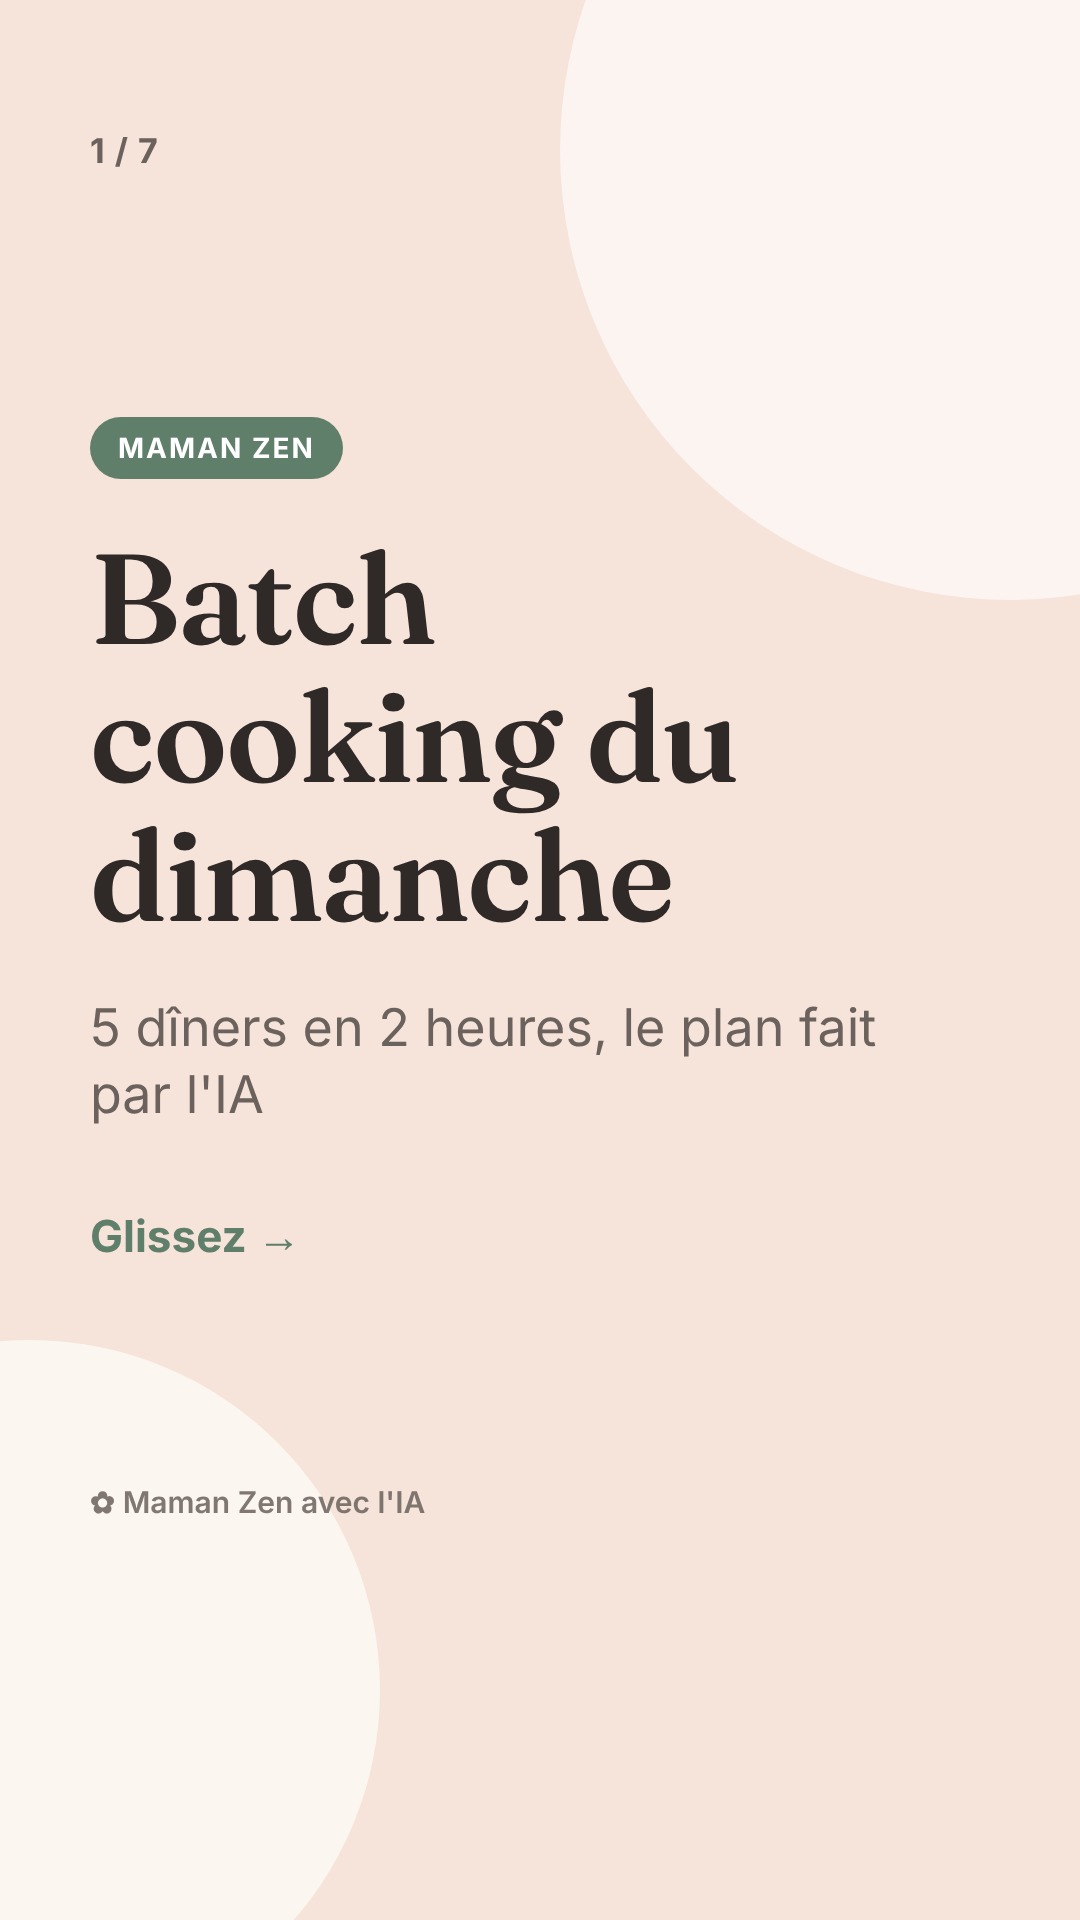 1 / 7
MAMAN ZEN
Batch
cooking du
dimanche
5 dîners en 2 heures, le plan fait
par l'IA
Glissez →
✿ Maman Zen avec l'IA